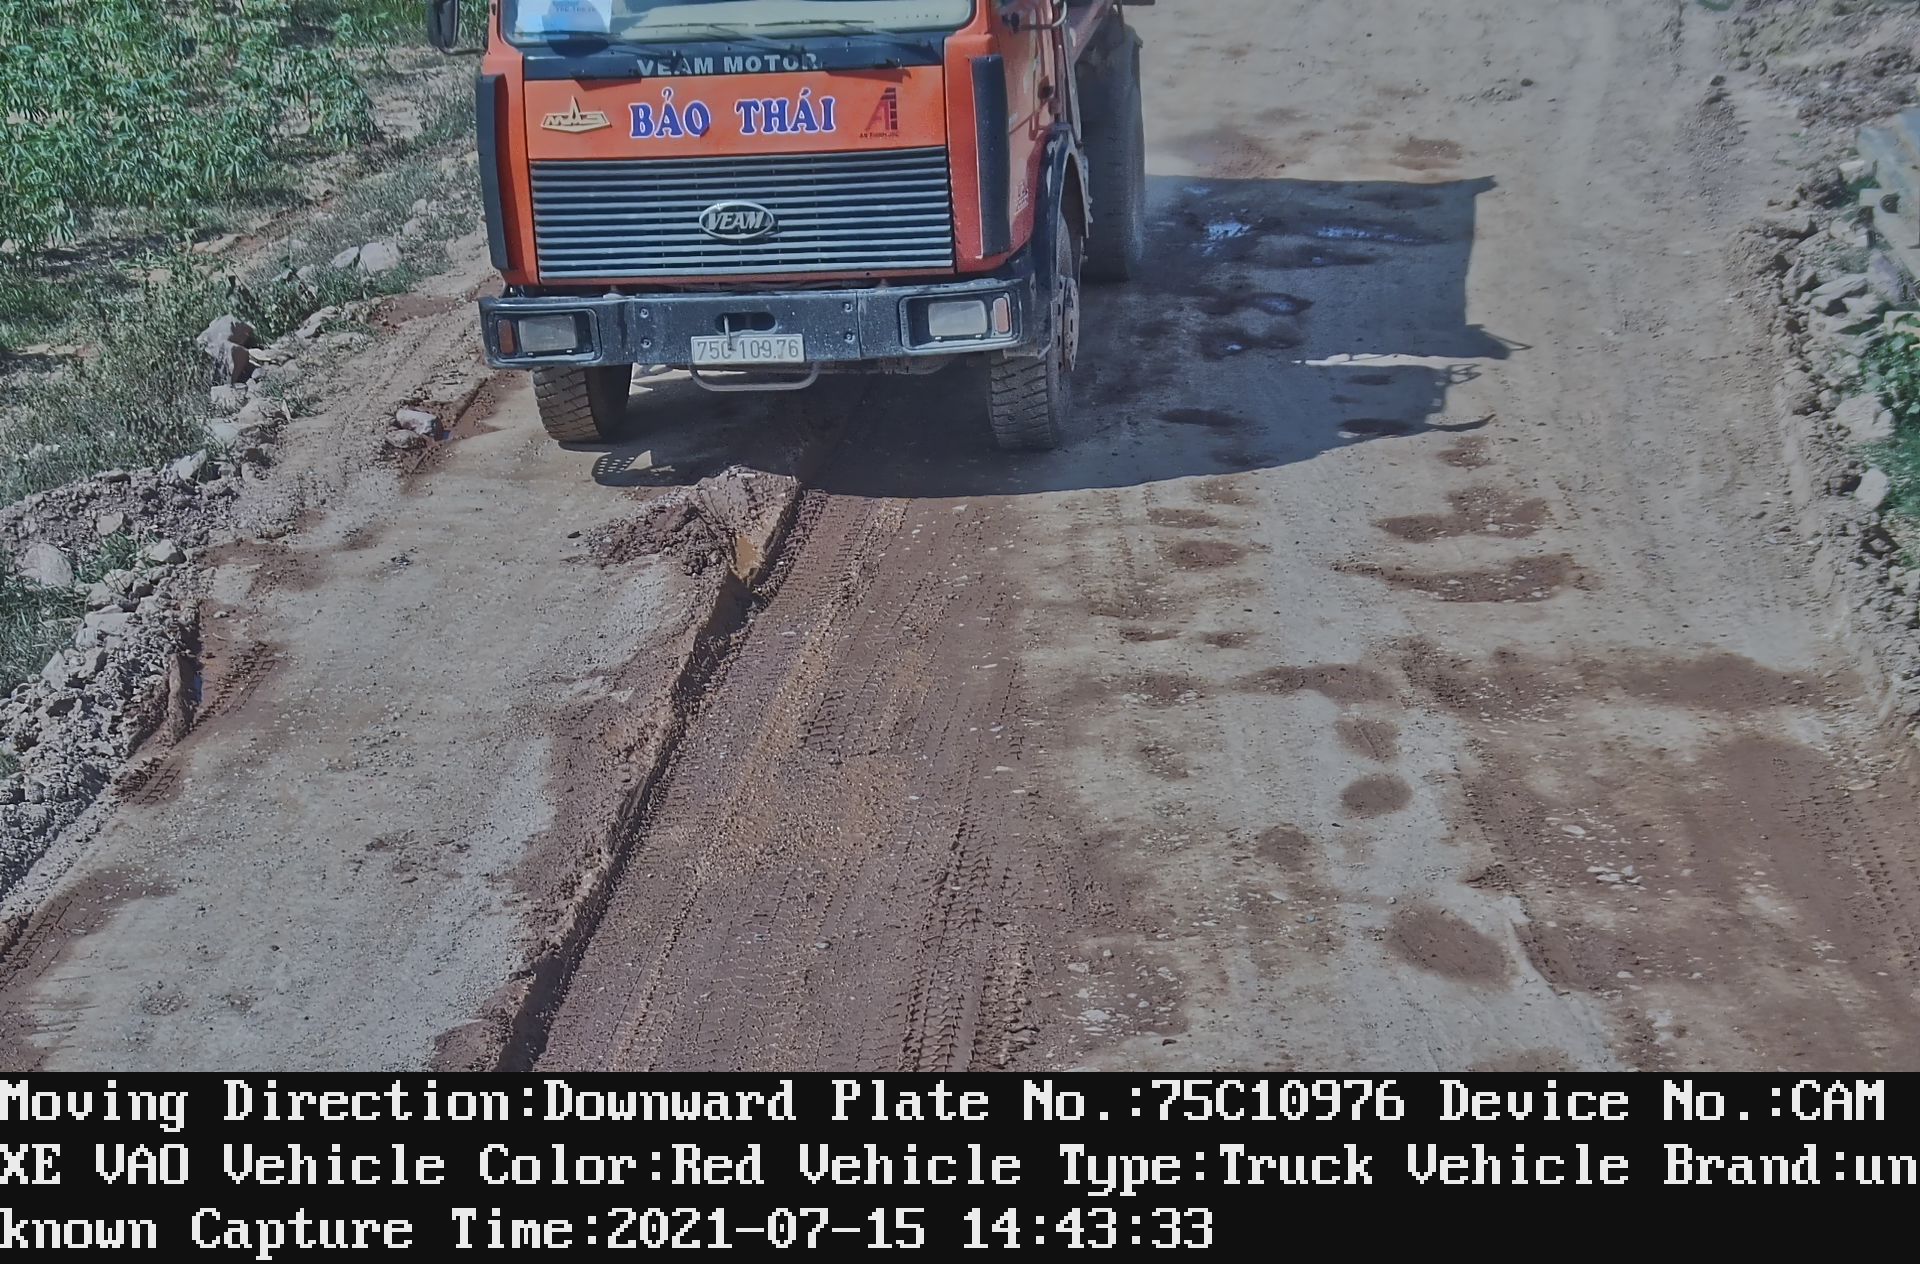 VEAM MOTOR
MAS
BẢO THÁI
VEAM
75C-109.76
Moving Direction:Downward Plate No.:75C10976 Device No.:CAM
XE VAO Vehicle Color:Red Vehicle Type:Truck Vehicle Brand:un
known Capture Time:2021-07-15 14:43:33